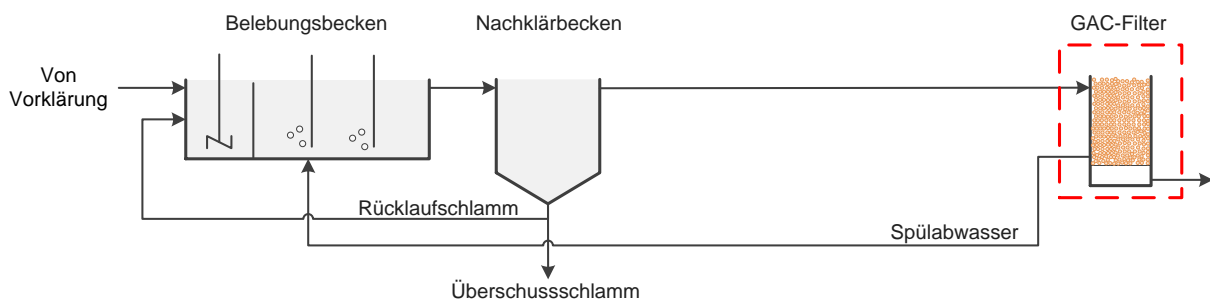 Belebungsbecken
Nachklärbecken
GAC-Filter
Von
Vorklärung
Rücklaufschlamm
Spülabwasser
Überschussschlamm